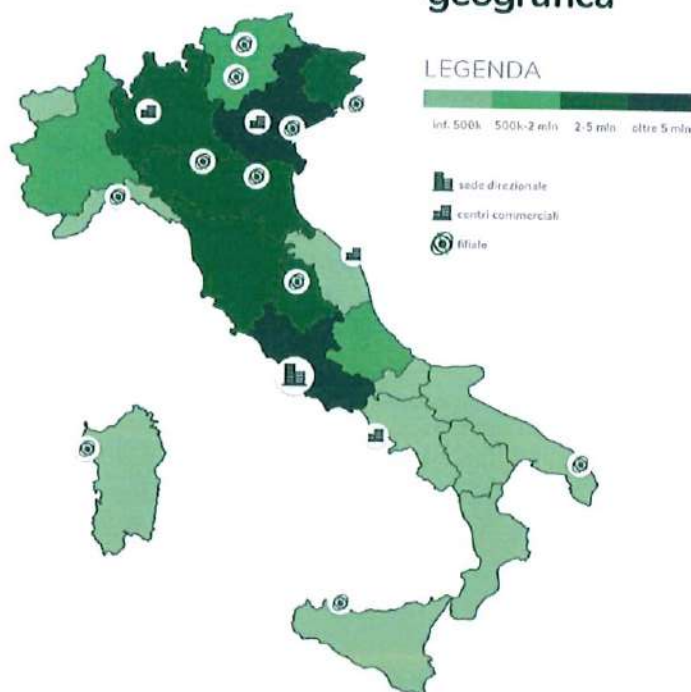 geografica
LEGENDA
inf. 500k 500k-2 mln 2-5 mln oltre 5 mln
sede direzionale
centri commerciali
filiale